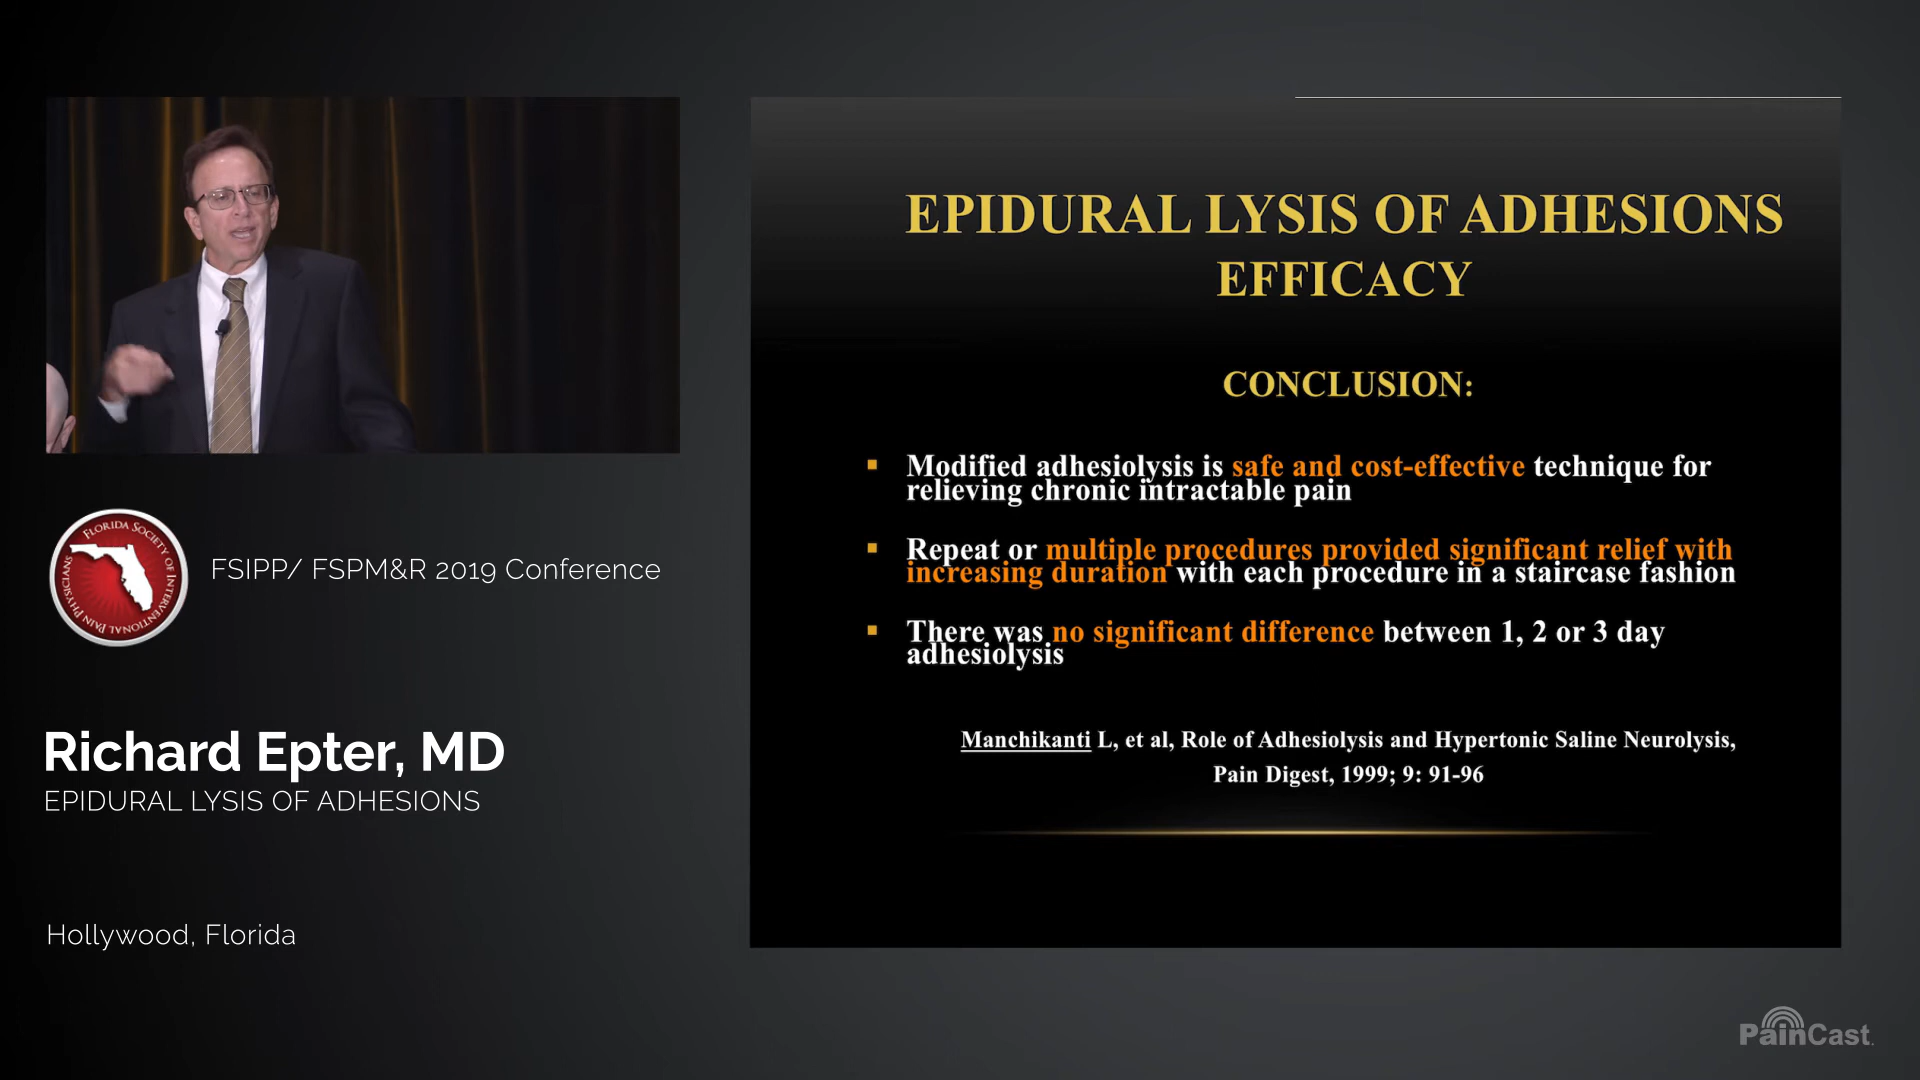 FLORIDA SOCIETY OF INTERVENTIONAL PAIN PHYSICIANS
FSIPP/ FSPM&R 2019 Conference
Richard Epter, MD
EPIDURAL LYSIS OF ADHESIONS
Hollywood, Florida
EPIDURAL LYSIS OF ADHESIONS
EFFICACY
CONCLUSION:
▪ Modified adhesiolysis is safe and cost-effective technique for
relieving chronic intractable pain
▪ Repeat or multiple procedures provided significant relief with
increasing duration with each procedure in a staircase fashion
▪ There was no significant difference between 1, 2 or 3 day
adhesiolysis
Manchikanti L, et al, Role of Adhesiolysis and Hypertonic Saline Neurolysis,
Pain Digest, 1999; 9: 91-96
PainCast.